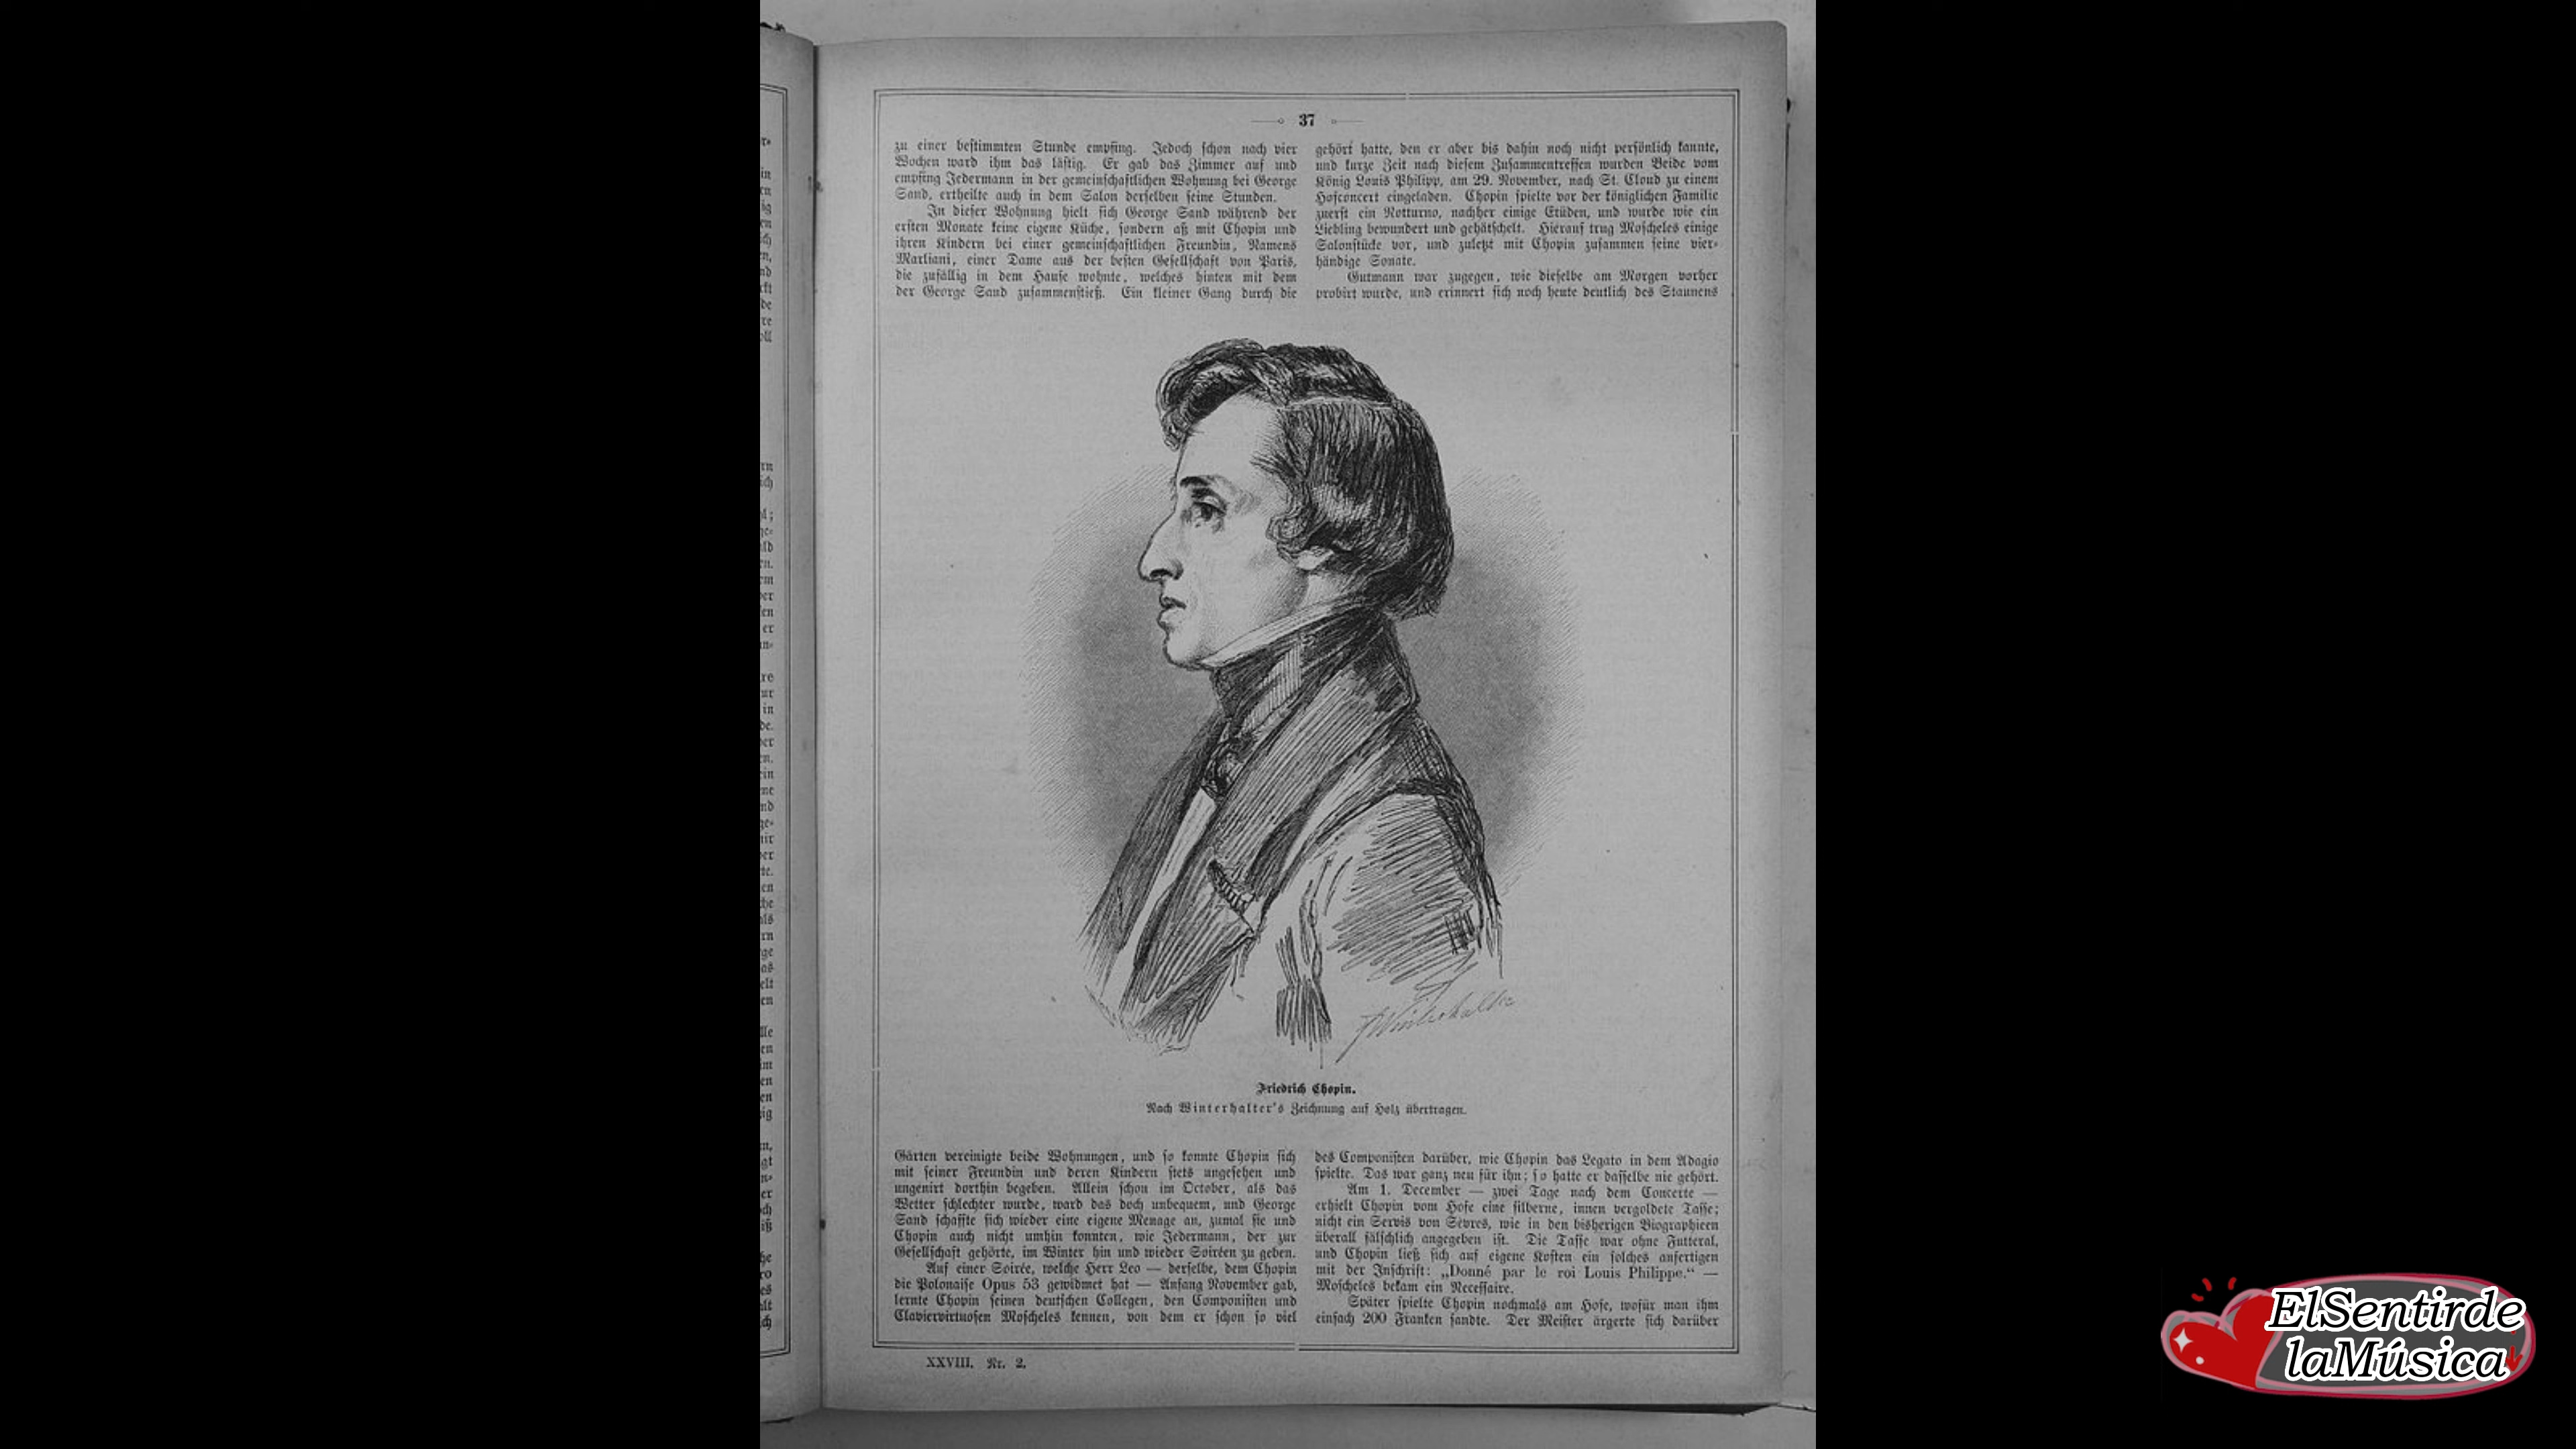 37
zu einer beſtimmten Stunde empfing. Jedoch ſchon nach vier
Wochen ward ihm das läſtig. Er gab das Zimmer auf und
empfing Jedermann in der gemeinſchaftlichen Wohnung bei George
Sand, ertheilte auch in dem Salon derſelben ſeine Stunden.
In dieſer Wohnung hielt ſich George Sand während der
erſten Monate keine eigene Küche, ſondern aß mit Chopin und
ihren Kindern bei einer gemeinſchaftlichen Freundin, Namens
Marliani, einer Dame aus der beſten Geſellſchaft von Paris,
die zufällig in dem Hauſe wohnte, welches hinten mit dem
der George Sand zuſammenſtieß. Ein kleiner Gang durch die
gehört hatte, den er aber bis dahin noch nicht perſönlich kannte,
und kurze Zeit nach dieſem Zuſammentreffen wurden Beide vom
König Louis Philipp, am 29. November, nach St. Cloud zu einem
Hofconcert eingeladen. Chopin ſpielte vor der königlichen Familie
zuerſt ein Notturno, nachher einige Etüden, und wurde wie ein
Liebling bewundert und gehätſchelt. Hierauf trug Moſcheles einige
Salonſtücke vor, und zuletzt mit Chopin zuſammen ſeine vier-
händige Sonate.
Gutmann war zugegen, wie dieſelbe am Morgen vorher
probirt wurde, und erinnert ſich noch heute deutlich des Staunens
F Winterhalter
Friedrich Chopin.
Nach Winterhalter's Zeichnung auf Holz übertragen.
Gärten vereinigte beide Wohnungen, und ſo konnte Chopin ſich
mit ſeiner Freundin und deren Kindern ſtets ungeſehen und
ungenirt dorthin begeben. Allein ſchon im October, als das
Wetter ſchlechter wurde, ward das doch unbequem, und George
Sand ſchaffte ſich wieder eine eigene Menage an, zumal ſie und
Chopin auch nicht umhin konnten, wie Jedermann, der zur
Geſellſchaft gehörte, im Winter hin und wieder Soiréen zu geben.
Auf einer Soirée, welche Herr Leo — derſelbe, dem Chopin
die Polonaiſe Opus 53 gewidmet hat — Anfang November gab,
lernte Chopin ſeinen deutſchen Collegen, den Componiſten und
Claviervirtuoſen Moſcheles kennen, von dem er ſchon ſo viel
des Componiſten darüber, wie Chopin das Legato in dem Adagio
ſpielte. Das war ganz neu für ihn; ſo hatte er daſſelbe nie gehört.
Am 1. December — zwei Tage nach dem Concerte —
erhielt Chopin vom Hofe eine ſilberne, innen vergoldete Taſſe;
nicht ein Servis von Sèvres, wie in den bisherigen Biographieen
überall fälſchlich angegeben iſt. Die Taſſe war ohne Futteral,
und Chopin ließ ſich auf eigene Koſten ein ſolches anfertigen
mit der Inſchrift: „Donné par le roi Louis Philippe.“ —
Moſcheles bekam ein Neceſſaire.
Später ſpielte Chopin nochmals am Hofe, wofür man ihm
einfach 200 Franken ſandte. Der Meiſter ärgerte ſich darüber
XXVIII. Nr. 2.
ElSentirde
laMúsica